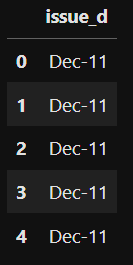 issue_d
0 Dec-11
1 Dec-11
2 Dec-11
3 Dec-11
4 Dec-11